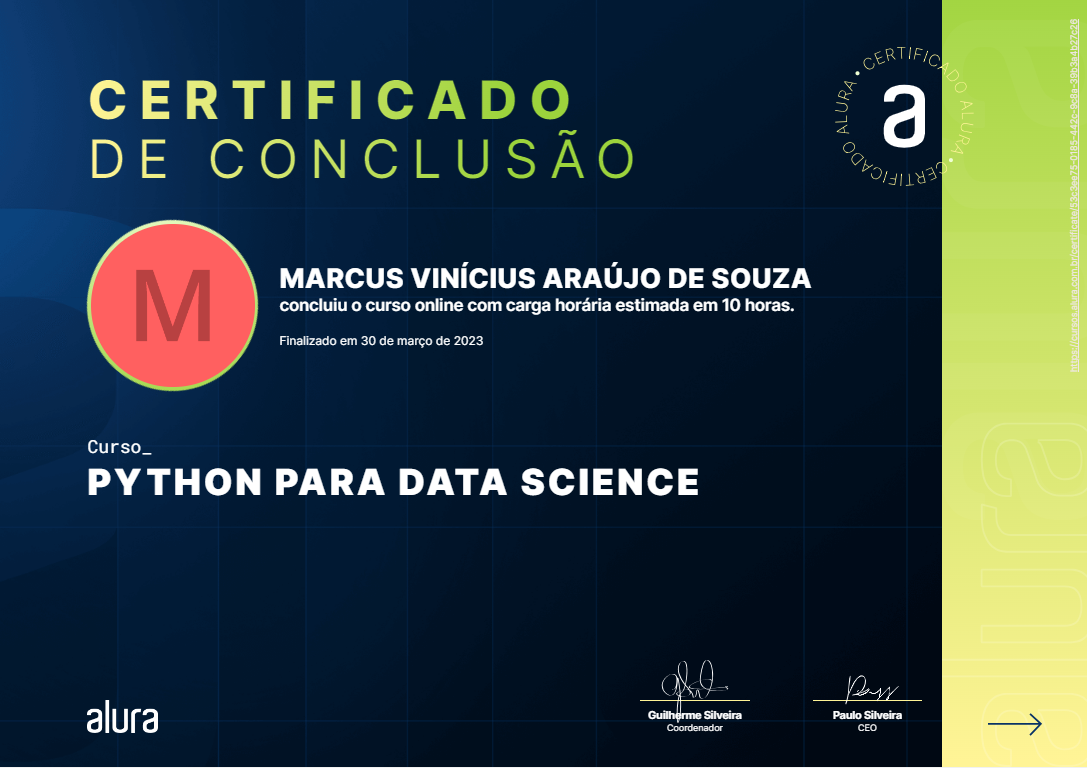 CERTIFICADO
DE CONCLUSÃO
CERTIFICADO ALURA • CERTIFICADO ALURA •
a
M
MARCUS VINÍCIUS ARAÚJO DE SOUZA
concluiu o curso online com carga horária estimada em 10 horas.
Finalizado em 30 de março de 2023
Curso_
PYTHON PARA DATA SCIENCE
alura
Guilherme Silveira
Coordenador
Paulo Silveira
CEO
alura